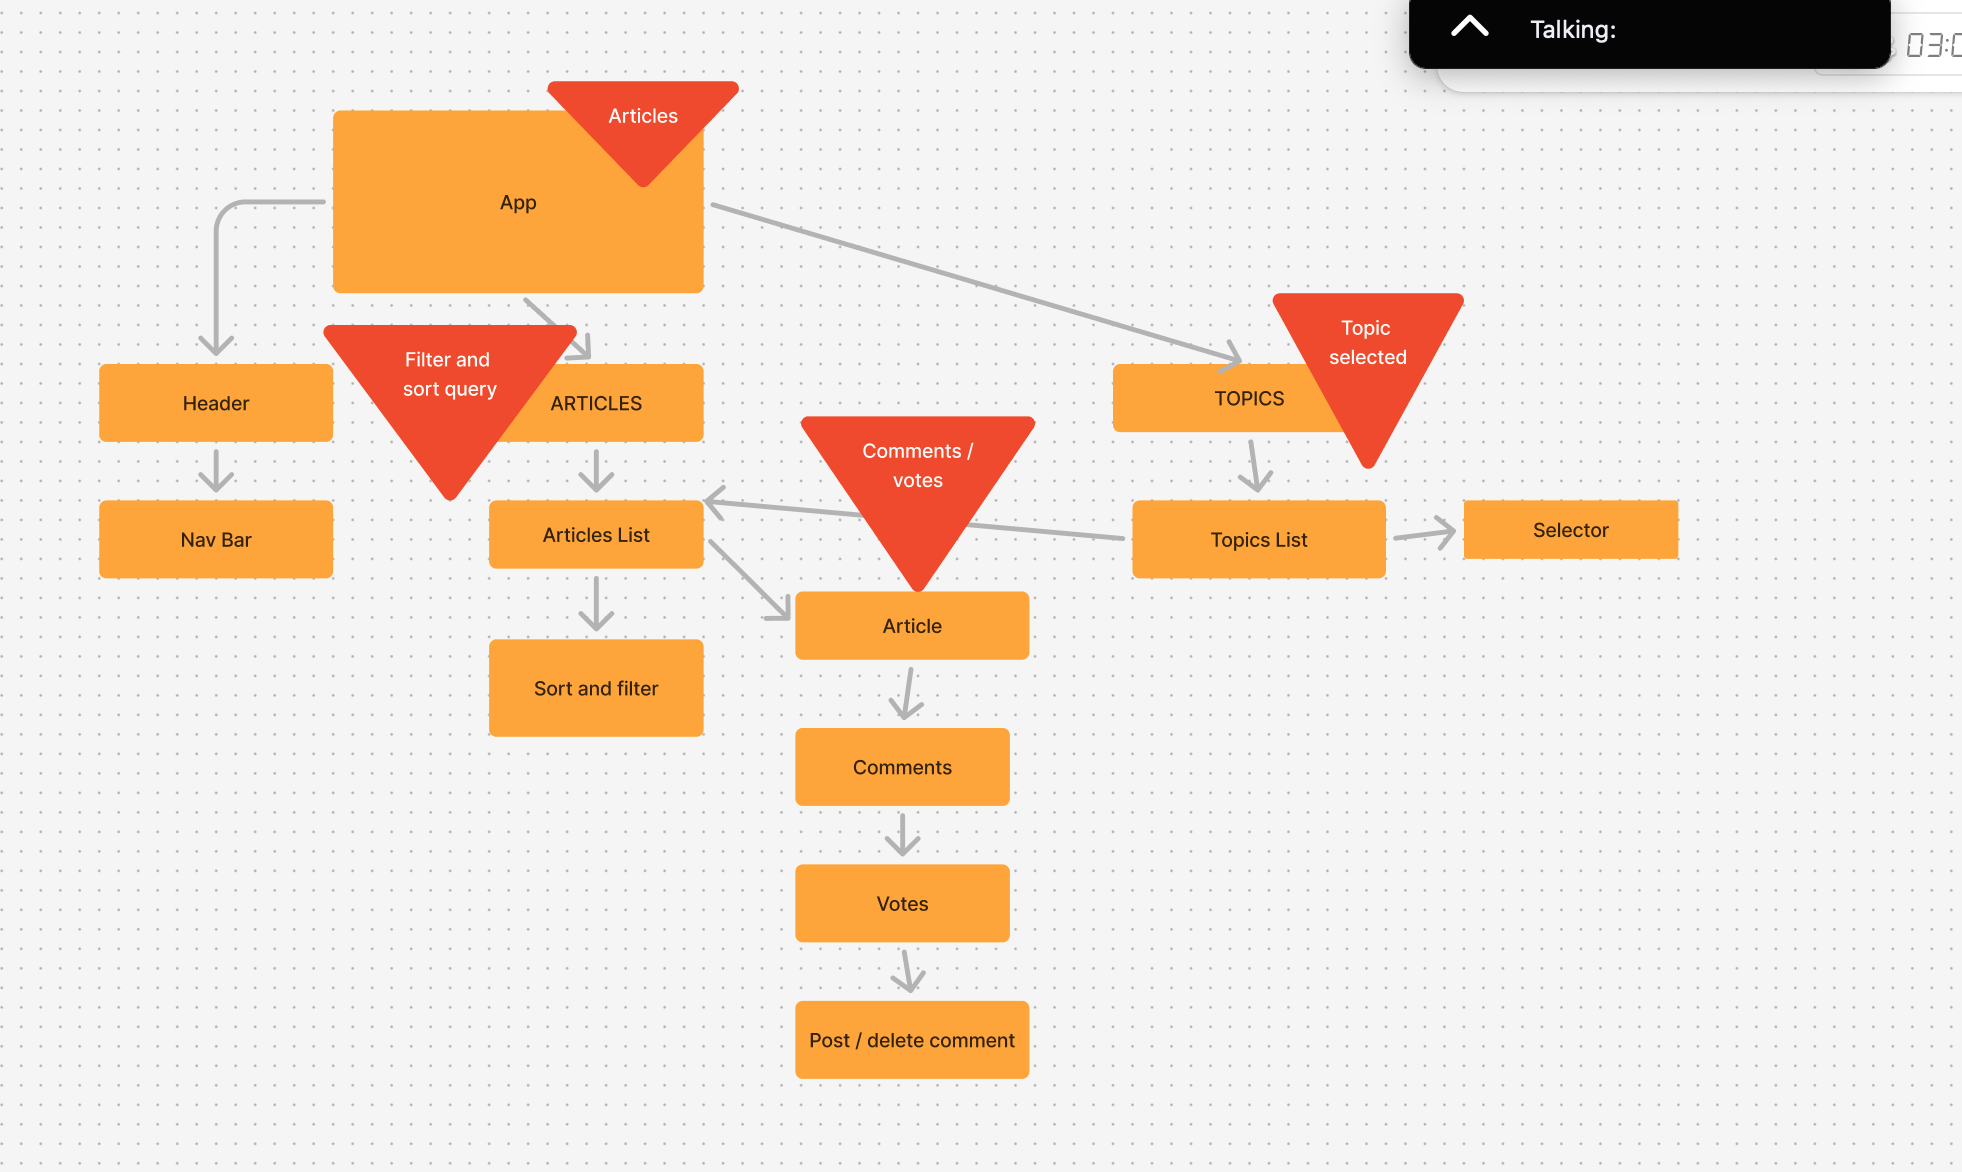 Talking:
03:0
Articles
App
Topic
selected
Filter and
sort query
Header
ARTICLES
TOPICS
Comments /
votes
Nav Bar
Articles List
Topics List
Selector
Article
Sort and filter
Comments
Votes
Post / delete comment